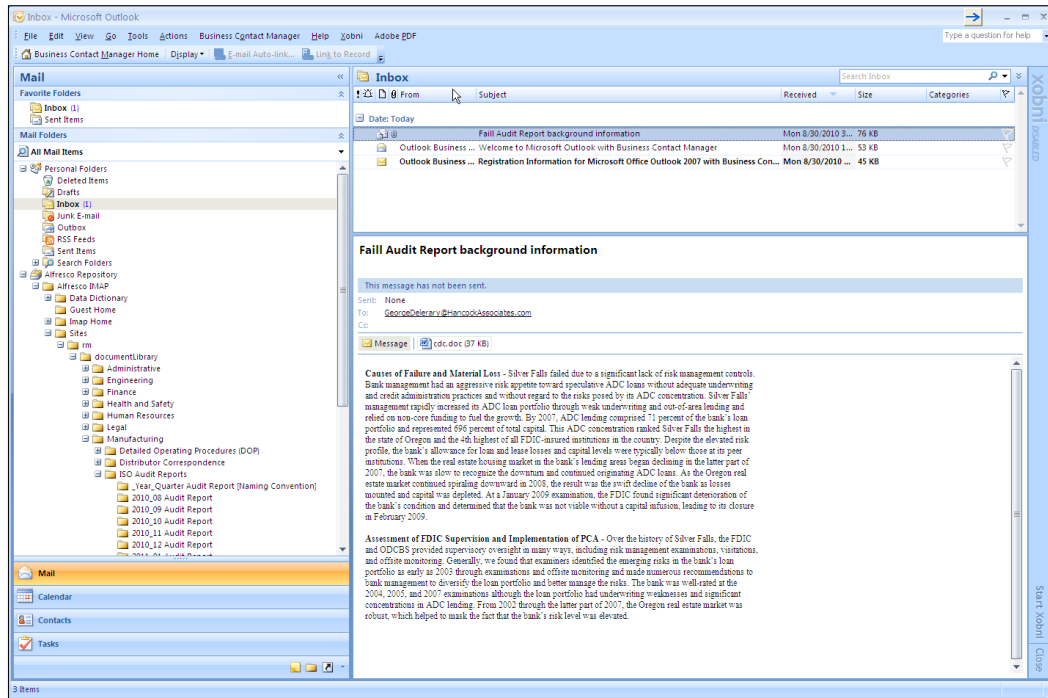 Inbox - Microsoft Outlook
File Edit View Go Tools Actions Business Contact Manager Help Xobni Adobe PDF
Type a question for help
Business Contact Manager Home Display E-mail Auto-link... Link to Record
Mail
Favorite Folders
Inbox (1)
Sent Items
Mail Folders
All Mail Items
Personal Folders
Deleted Items
Drafts
Inbox (1)
Junk E-mail
Outbox
RSS Feeds
Sent Items
Search Folders
Alfresco Repository
Alfresco IMAP
Data Dictionary
Guest Home
Imap Home
Sites
rm
documentLibrary
Administrative
Engineering
Finance
Health and Safety
Human Resources
Legal
Manufacturing
Detailed Operating Procedures (DOP)
Distributor Correspondence
ISO Audit Reports
_Year_Quarter Audit Report [Naming Convention]
2010_08 Audit Report
2010_09 Audit Report
2010_10 Audit Report
2010_11 Audit Report
2010_12 Audit Report
Mail
Calendar
Contacts
Tasks
3 Items
Inbox
Search Inbox
From Subject Received Size Categories
Date: Today
Faill Audit Report background information Mon 8/30/2010 3... 76 KB
Outlook Business ... Welcome to Microsoft Outlook with Business Contact Manager Mon 8/30/2010 1... 53 KB
Outlook Business ... Registration Information for Microsoft Office Outlook 2007 with Business Con... Mon 8/30/2010 ... 45 KB
Faill Audit Report background information
This message has not been sent.
Sent: None
To: GeorgeDelerary@HancockAssociates.com
Cc:
Message cdc.doc (37 KB)
Causes of Failure and Material Loss - Silver Falls failed due to a significant lack of risk management controls.
Bank management had an aggressive risk appetite toward speculative ADC loans without adequate underwriting
and credit administration practices and without regard to the risks posed by its ADC concentration. Silver Falls'
management rapidly increased its ADC loan portfolio through weak underwriting and out-of-area lending and
relied on non-core funding to fuel the growth. By 2007, ADC lending comprised 71 percent of the bank's loan
portfolio and represented 696 percent of total capital. This ADC concentration ranked Silver Falls the highest in
the state of Oregon and the 4th highest of all FDIC-insured institutions in the country. Despite the elevated risk
profile, the bank's allowance for loan and lease losses and capital levels were typically below those at its peer
institutions. When the real estate housing market in the bank's lending areas began declining in the latter part of
2007, the bank was slow to recognize the downturn and continued originating ADC loans. As the Oregon real
estate market continued spiraling downward in 2008, the result was the swift decline of the bank as losses
mounted and capital was depleted. At a January 2009 examination, the FDIC found significant deterioration of
the bank's condition and determined that the bank was not viable without a capital infusion, leading to its closure
in February 2009.
Assessment of FDIC Supervision and Implementation of PCA - Over the history of Silver Falls, the FDIC
and ODCBS provided supervisory oversight in many ways, including risk management examinations, visitations,
and offsite monitoring. Generally, we found that examiners identified the emerging risks in the bank's loan
portfolio as early as 2003 through examinations and offsite monitoring and made numerous recommendations to
bank management to diversify the loan portfolio and better manage the risks. The bank was well-rated at the
2004, 2005, and 2007 examinations although the loan portfolio had underwriting weaknesses and significant
concentrations in ADC lending. From 2002 through the latter part of 2007, the Oregon real estate market was
robust, which helped to mask the fact that the bank's risk level was elevated.
xobni DISABLED
Start Xobni
Close